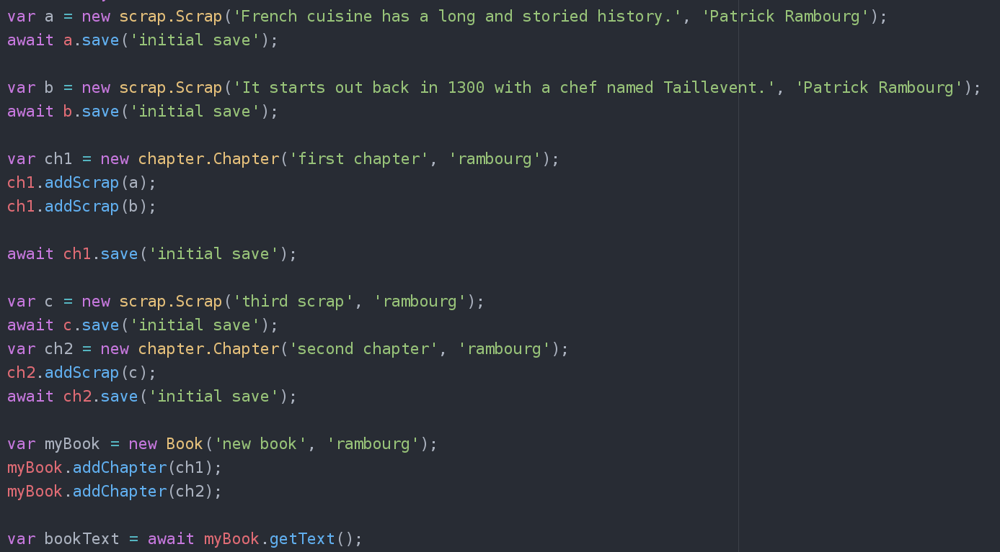 var a = new scrap.Scrap('French cuisine has a long and storied history.', 'Patrick Rambourg');
await a.save('initial save');
var b = new scrap.Scrap('It starts out back in 1300 with a chef named Taillevent.', 'Patrick Rambourg');
await b.save('initial save');
var ch1 = new chapter.Chapter('first chapter', 'rambourg');
ch1.addScrap(a);
ch1.addScrap(b);
await ch1.save('initial save');
var c = new scrap.Scrap('third scrap', 'rambourg');
await c.save('initial save');
var ch2 = new chapter.Chapter('second chapter', 'rambourg');
ch2.addScrap(c);
await ch2.save('initial save');
var myBook = new Book('new book', 'rambourg');
myBook.addChapter(ch1);
myBook.addChapter(ch2);
var bookText = await myBook.getText();